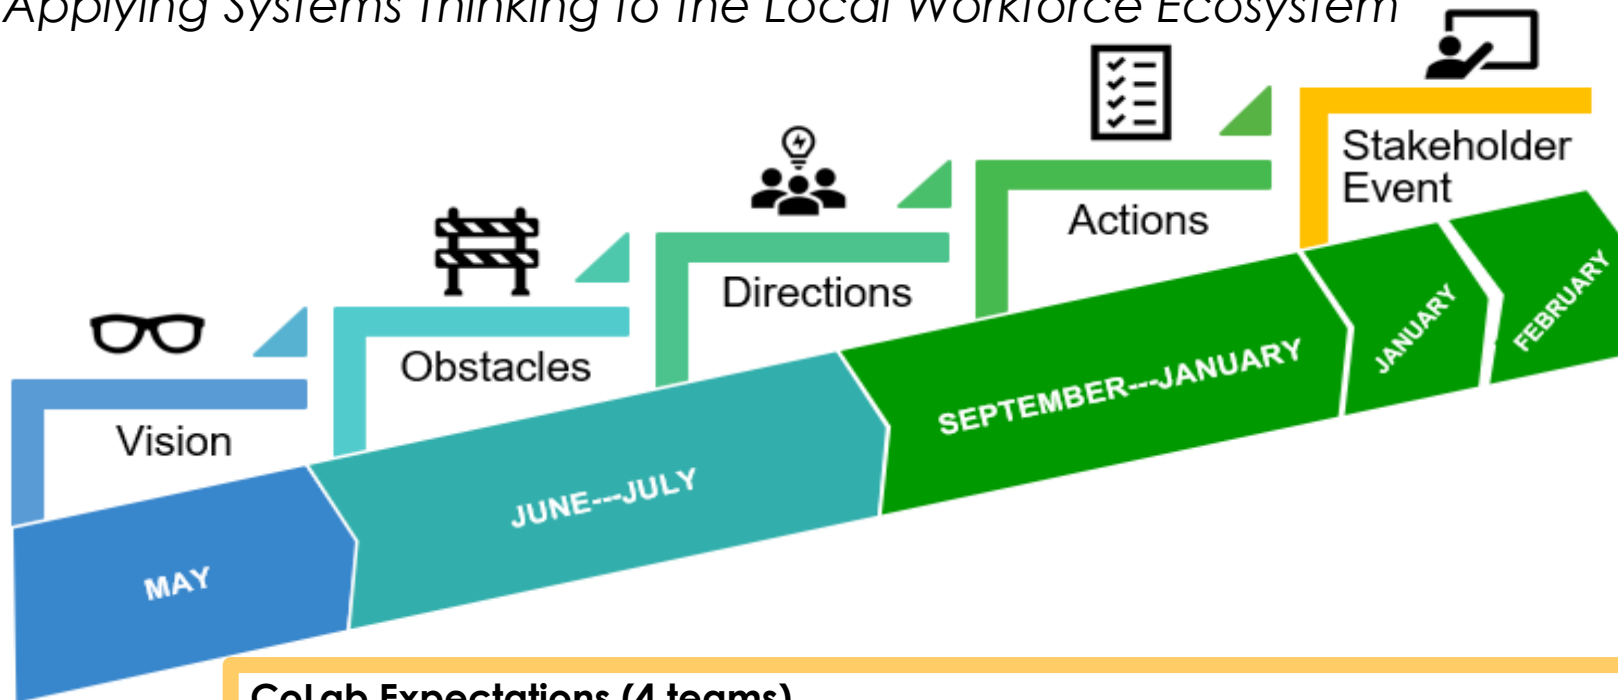 Applying Systems Thinking to the Local Workforce Ecosystem
Stakeholder
Event
Actions
Directions
Obstacles
Vision
MAY
JUNE---JULY
SEPTEMBER---JANUARY
JANUARY
FEBRUARY
CoLab Expectations (4 teams)